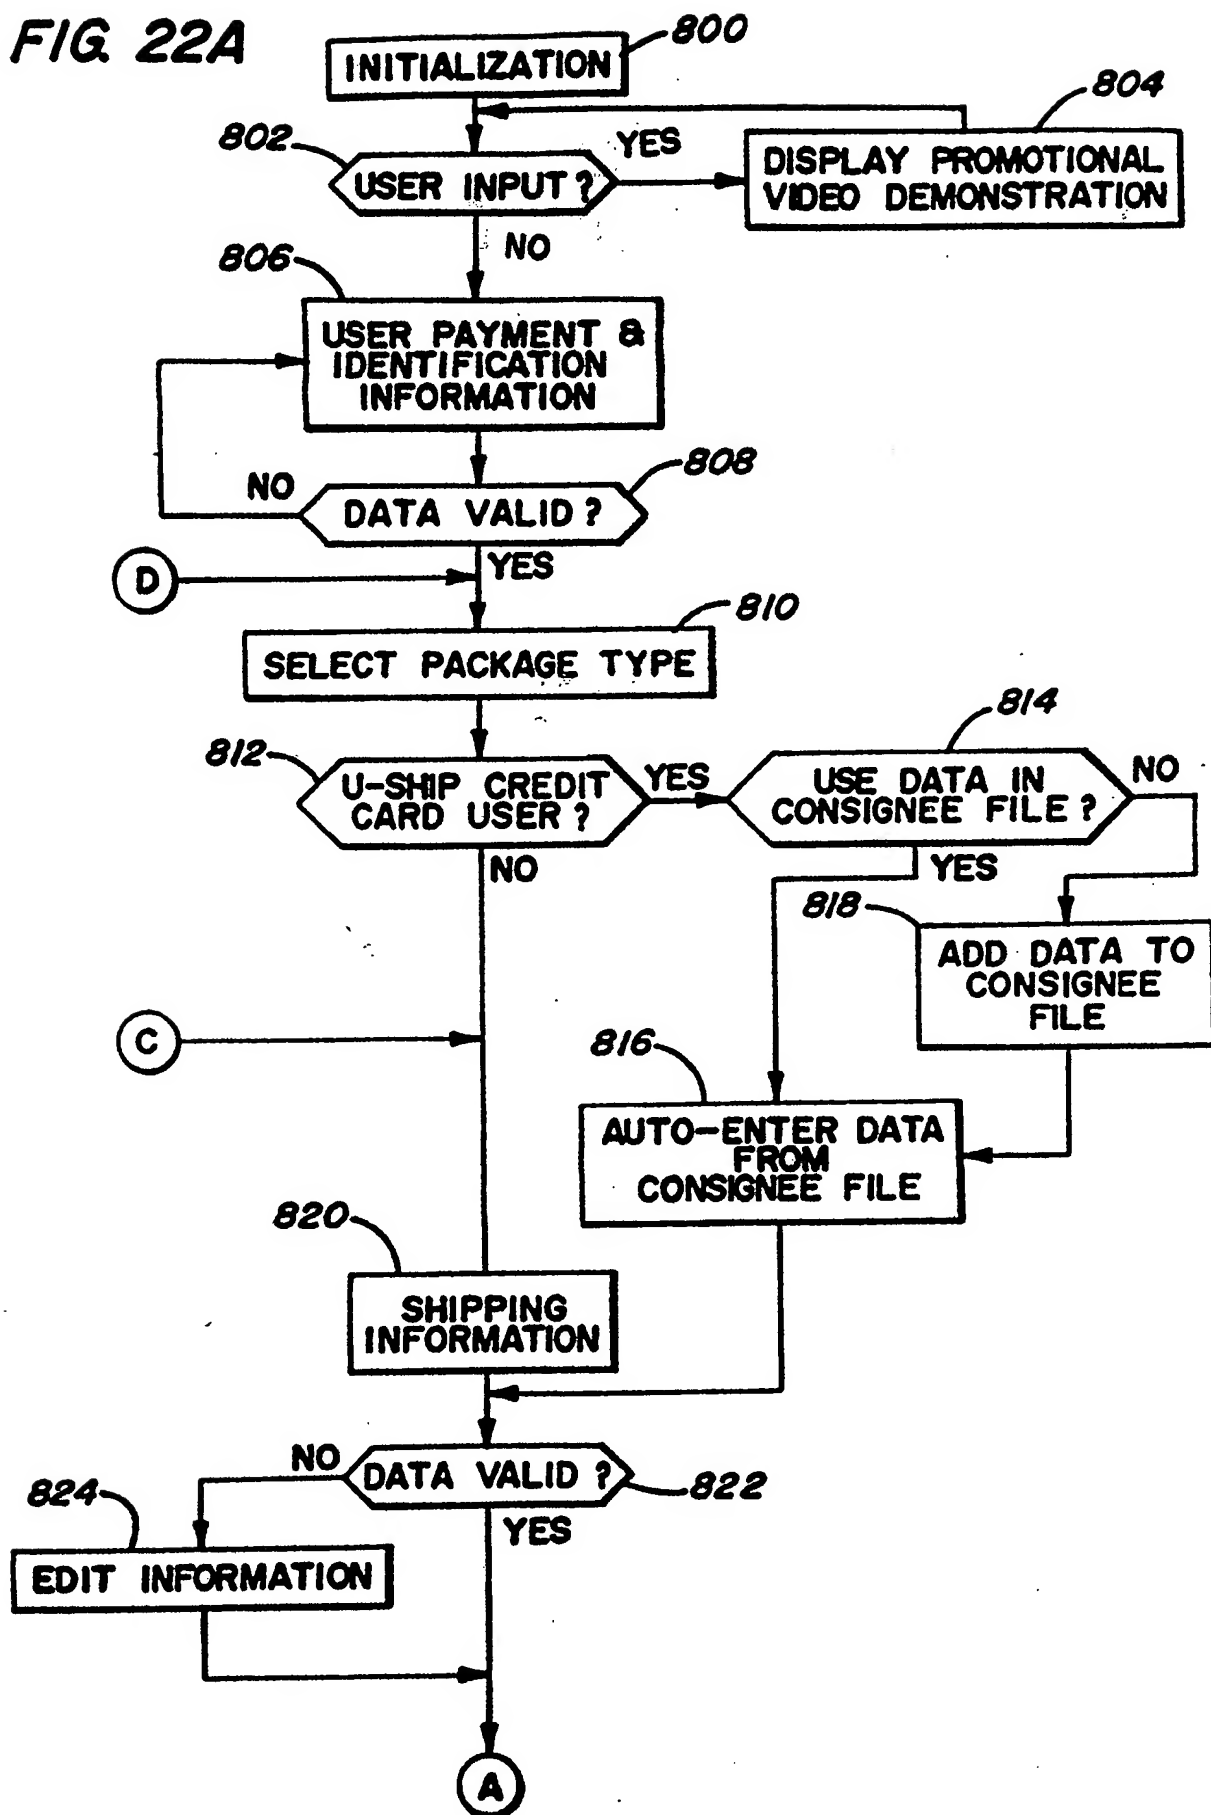 FIG. 22A
800
INITIALIZATION
804
802
YES
USER INPUT ?
DISPLAY PROMOTIONAL
VIDEO DEMONSTRATION
NO
806
USER PAYMENT &
IDENTIFICATION
INFORMATION
808
NO
DATA VALID ?
YES
D
810
SELECT PACKAGE TYPE
814
812
U-SHIP CREDIT
CARD USER ?
YES
USE DATA IN
CONSIGNEE FILE ?
NO
NO
YES
818
ADD DATA TO
CONSIGNEE
FILE
C
816
AUTO-ENTER DATA
FROM
CONSIGNEE FILE
820
SHIPPING
INFORMATION
NO
DATA VALID ?
822
824
YES
EDIT INFORMATION
A